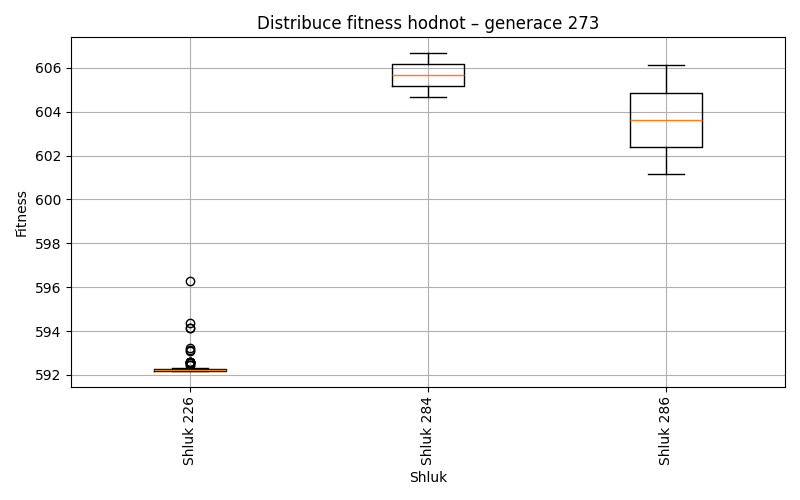 Distribuce fitness hodnot – generace 273
Fitness
606
604
602
600
598
596
594
592
Shluk 226
Shluk 284
Shluk 286
Shluk